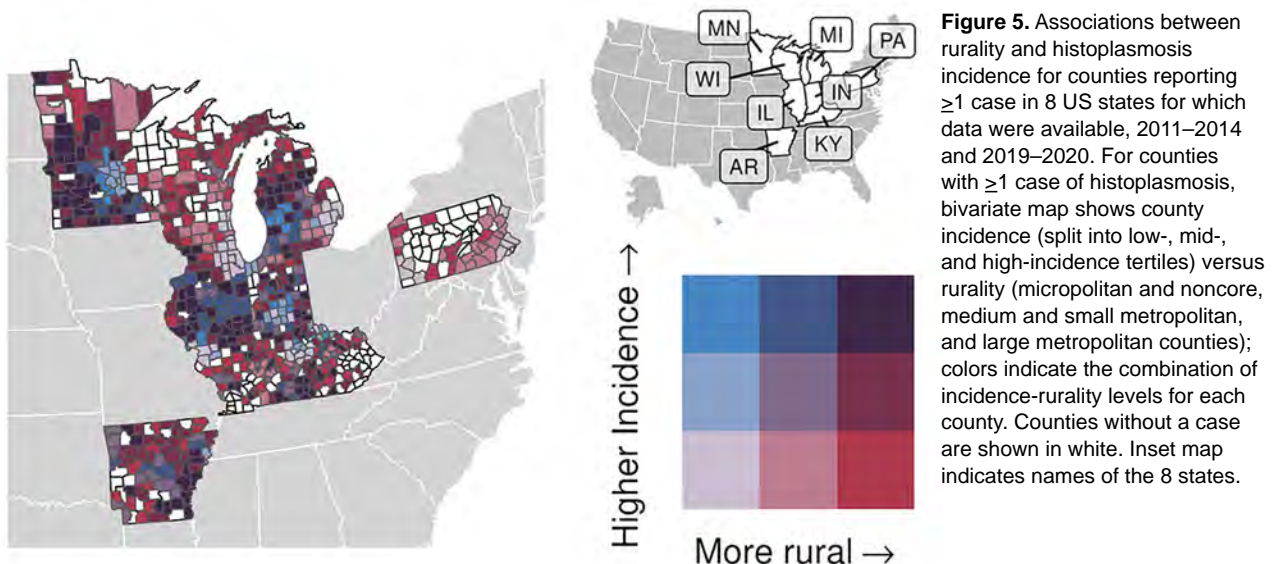 MN
MI
PA
WI
IL
IN
KY
AR
Higher Incidence →
More rural →
Figure 5. Associations between
rurality and histoplasmosis
incidence for counties reporting
≥1 case in 8 US states for which
data were available, 2011–2014
and 2019–2020. For counties
with ≥1 case of histoplasmosis,
bivariate map shows county
incidence (split into low-, mid-,
and high-incidence tertiles) versus
rurality (micropolitan and noncore,
medium and small metropolitan,
and large metropolitan counties);
colors indicate the combination of
incidence-rurality levels for each
county. Counties without a case
are shown in white. Inset map
indicates names of the 8 states.